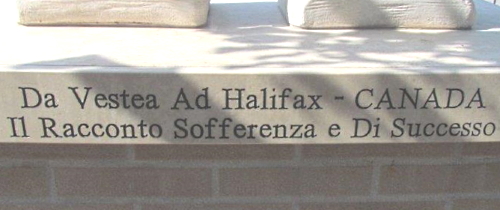 Da Vestea Ad Halifax - CANADA
Il Racconto Sofferenza e Di Successo